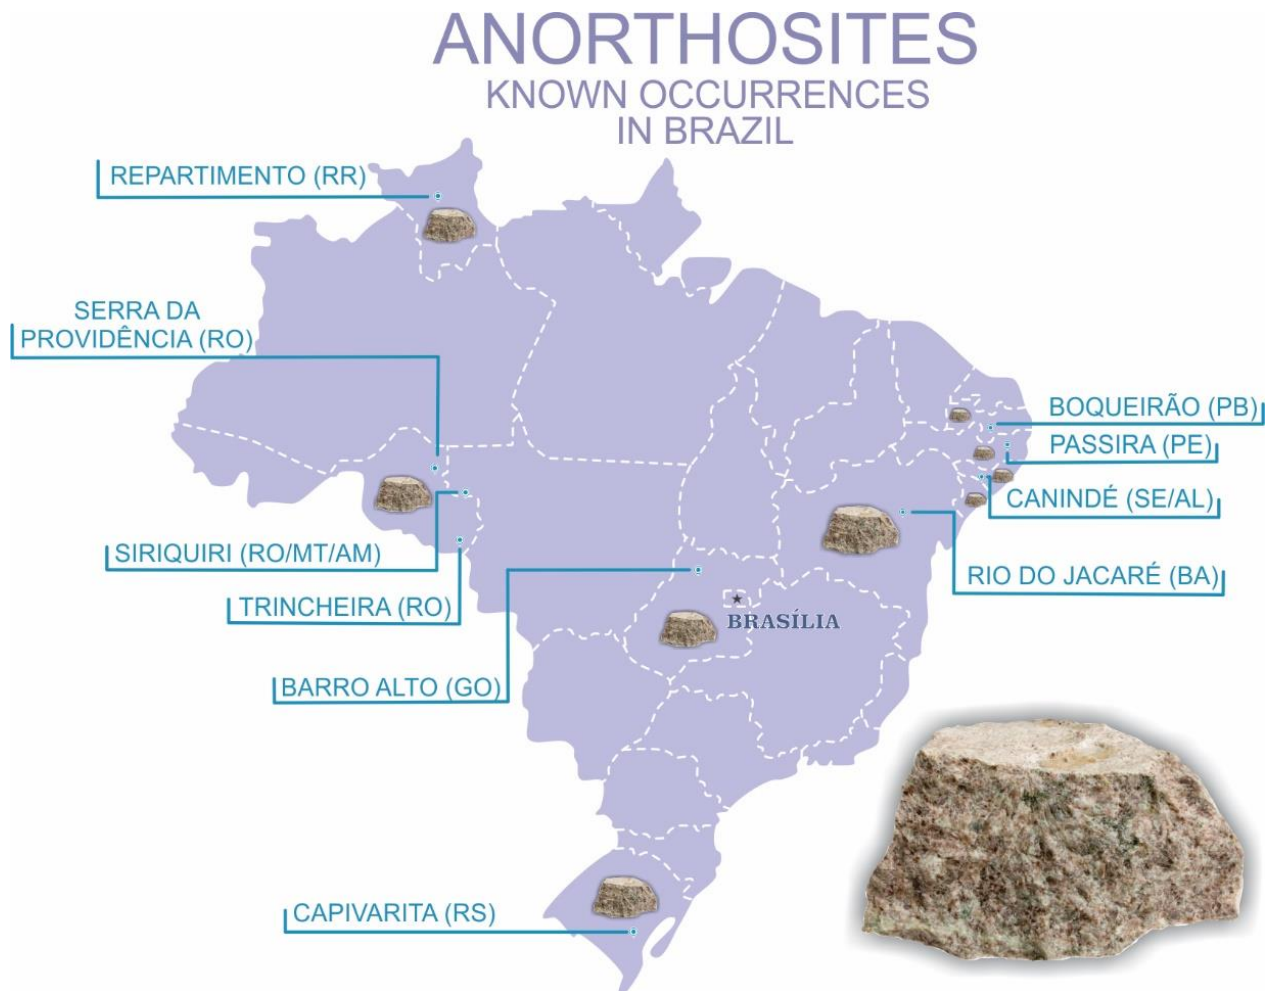 ANORTHOSITES
KNOWN OCCURRENCES
IN BRAZIL
REPARTIMENTO (RR)
SERRA DA
PROVIDÊNCIA (RO)
BOQUEIRÃO (PB)
PASSIRA (PE)
CANINDÉ (SE/AL)
SIRIQUIRI (RO/MT/AM)
RIO DO JACARÉ (BA)
TRINCHEIRA (RO)
BRASÍLIA
BARRO ALTO (GO)
CAPIVARITA (RS)